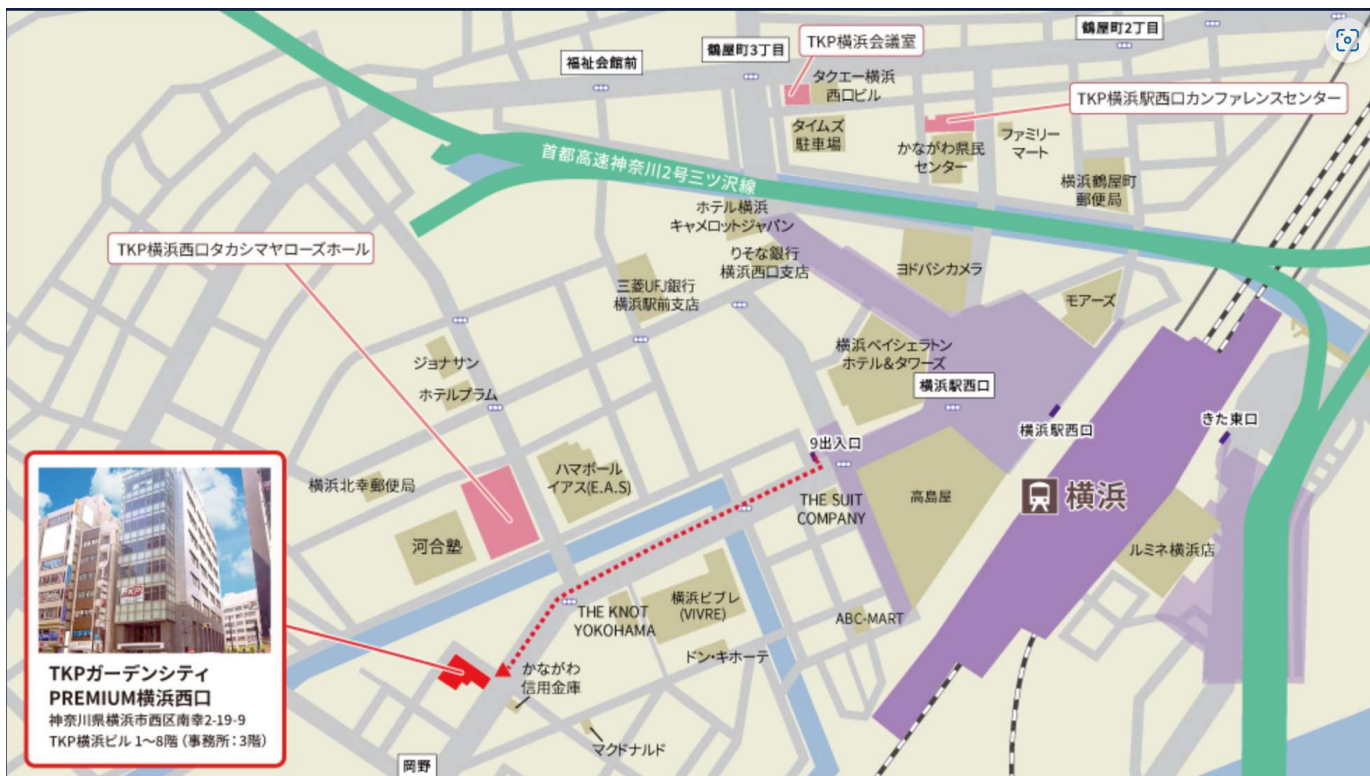 鶴屋町2丁目
鶴屋町3丁目
TKP横浜会議室
福祉会館前
タクエー横浜
西口ビル
TKP横浜駅西口カンファレンスセンター
タイムズ
駐車場
かながわ県民
センター
ファミリー
マート
首都高速神奈川2号三ツ沢線
横浜鶴屋町
郵便局
ホテル横浜
キャメロットジャパン
TKP横浜西口タカシマヤローズホール
りそな銀行
横浜西口支店
ヨドバシカメラ
三菱UFJ銀行
横浜駅前支店
モアーズ
横浜ベイシェラトン
ホテル&タワーズ
ジョナサン
ホテルプラム
横浜駅西口
横浜駅西口
きた東口
9出入口
ハマボール
イアス(E.A.S)
横浜北幸郵便局
高島屋
横浜
THE SUIT
COMPANY
河合塾
ルミネ横浜店
THE KNOT
YOKOHAMA
横浜ビブレ
(VIVRE)
ABC-MART
ドン・キホーテ
かながわ
信用金庫
マクドナルド
岡野
TKP
TKPガーデンシティ
PREMIUM横浜西口
神奈川県横浜市西区南幸2-19-9
TKP横浜ビル 1〜8階 (事務所:3階)